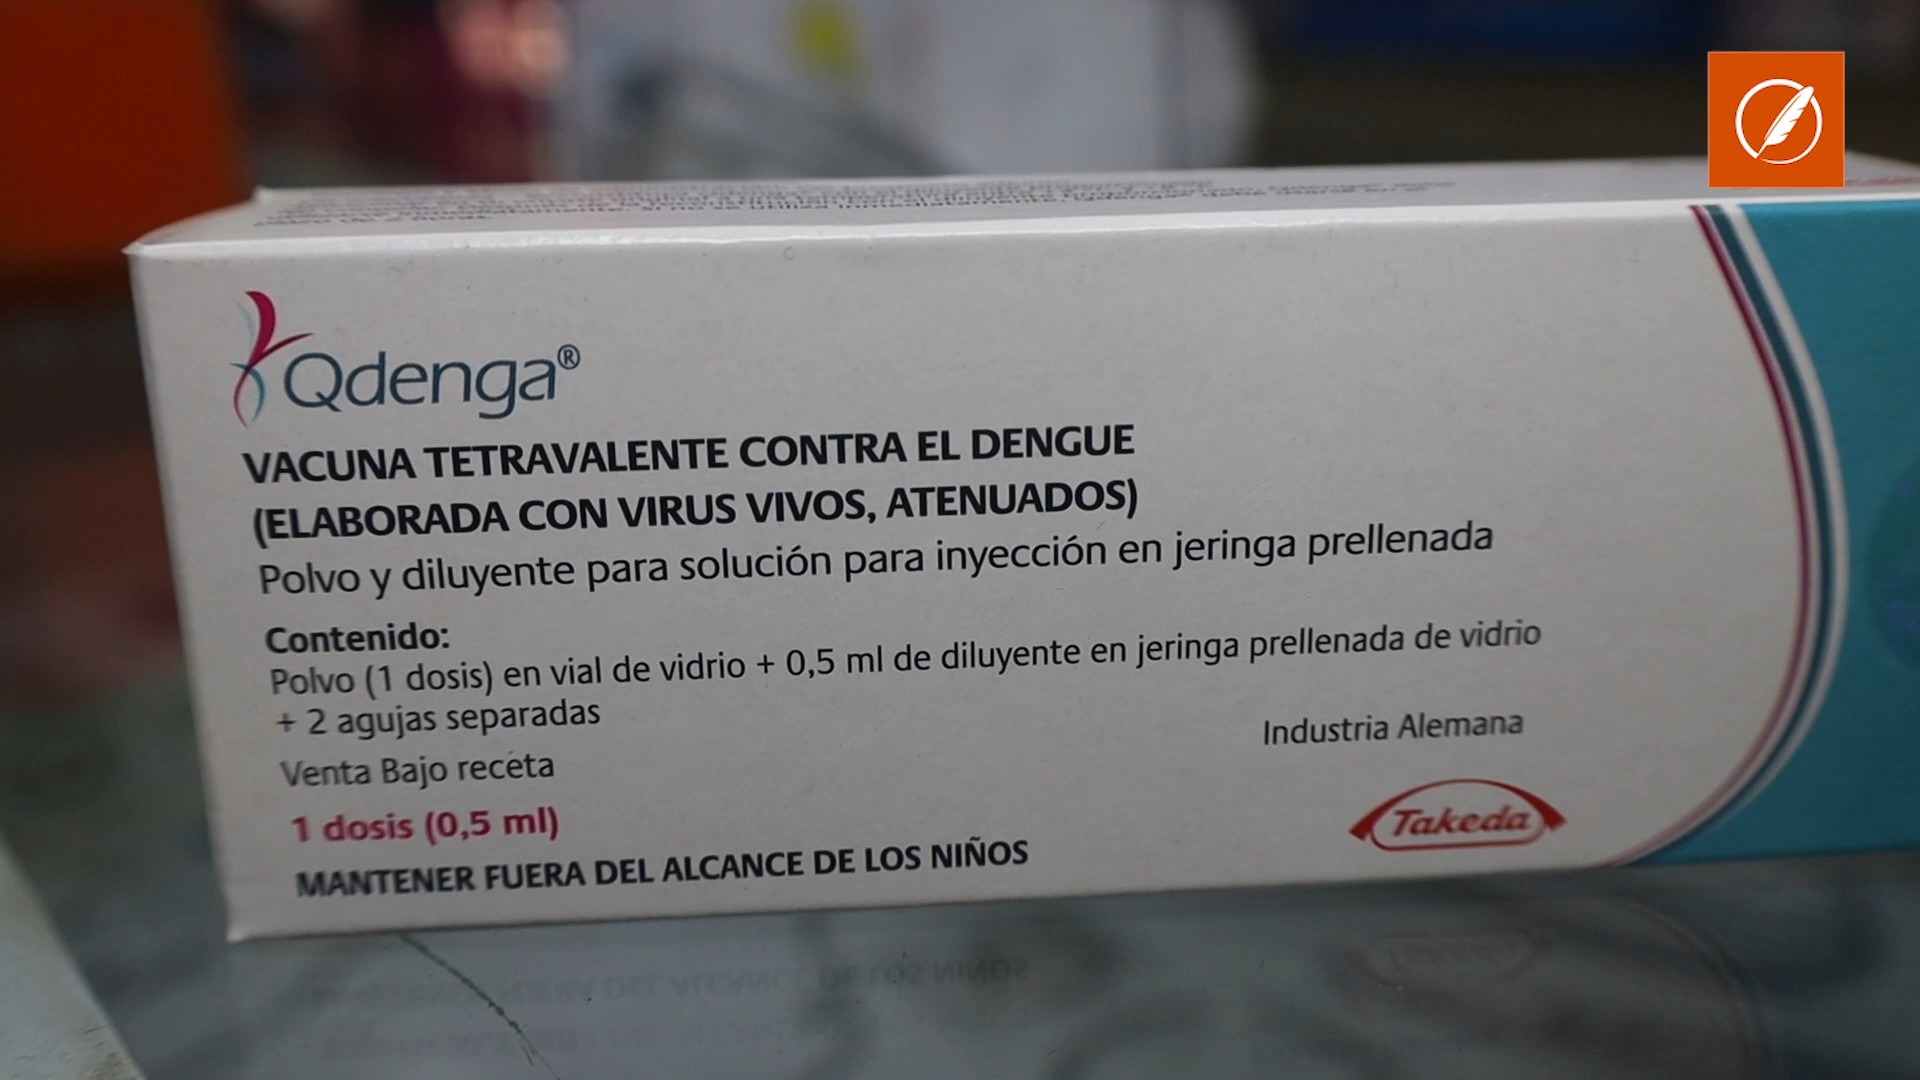 Qdenga®
VACUNA TETRAVALENTE CONTRA EL DENGUE
(ELABORADA CON VIRUS VIVOS, ATENUADOS)
Polvo y diluyente para solución para inyección en jeringa prellenada
Contenido:
Polvo (1 dosis) en vial de vidrio + 0,5 ml de diluyente en jeringa prellenada de vidrio
+ 2 agujas separadas
Industria Alemana
Venta Bajo receta
1 dosis (0,5 ml)
Takeda
MANTENER FUERA DEL ALCANCE DE LOS NIÑOS